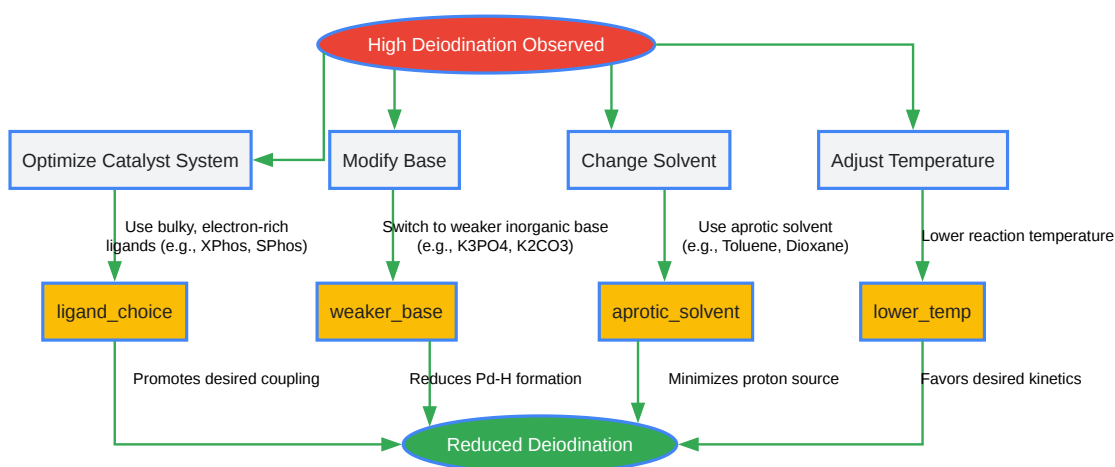 High Deiodination Observed
Optimize Catalyst System
Modify Base
Change Solvent
Adjust Temperature
Use bulky, electron-rich
ligands (e.g., XPhos, SPhos)
Switch to weaker inorganic base
(e.g., K3PO4, K2CO3)
Use aprotic solvent
(e.g., Toluene, Dioxane)
Lower reaction temperature
ligand_choice
weaker_base
aprotic_solvent
lower_temp
Promotes desired coupling
Reduces Pd-H formation
Minimizes proton source
Favors desired kinetics
Reduced Deiodination